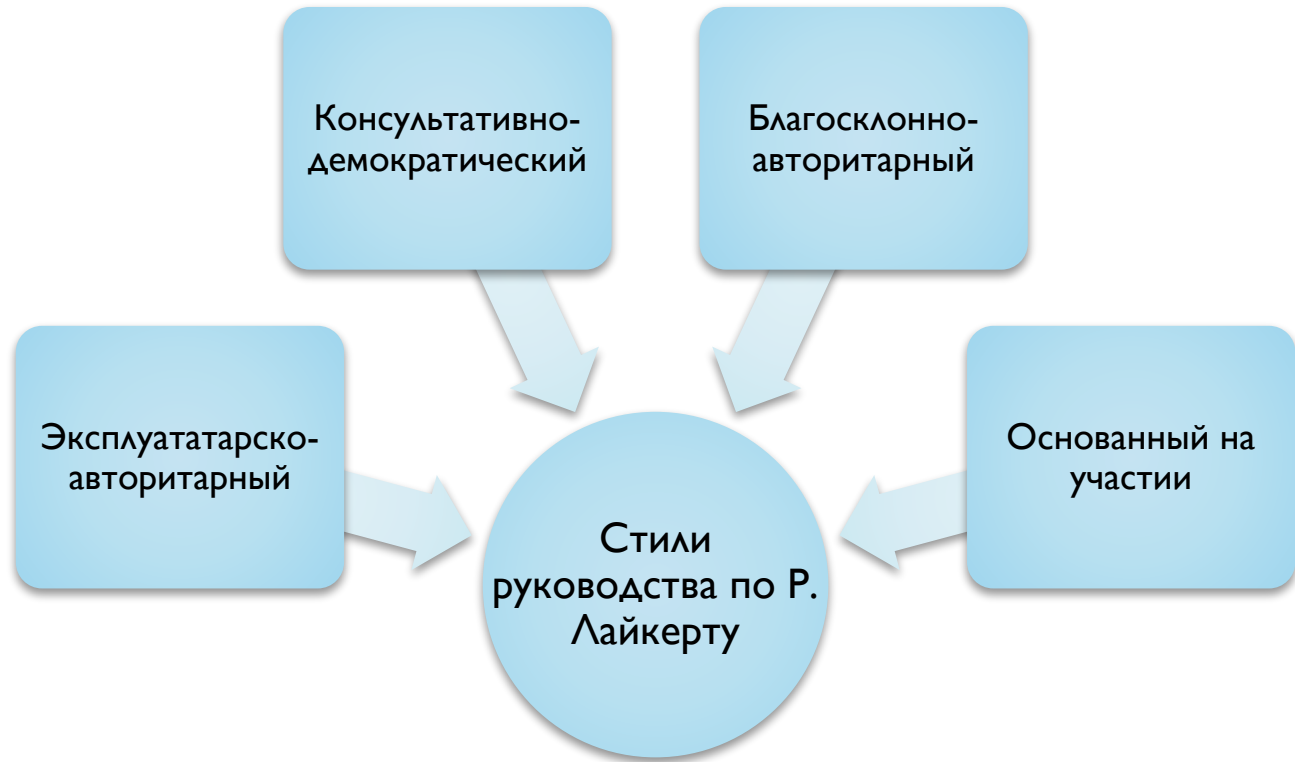 Консультативно-
демократический
Благосклонно-
авторитарный
Эксплуататарско-
авторитарный
Основанный на
участии
Стили
руководства по Р.
Лайкерту